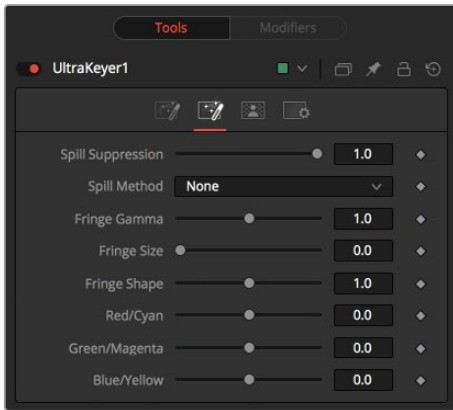 Tools Modifiers
UltraKeyer1
Spill Suppression 1.0
Spill Method None
Fringe Gamma 1.0
Fringe Size 0.0
Fringe Shape 1.0
Red/Cyan 0.0
Green/Magenta 0.0
Blue/Yellow 0.0